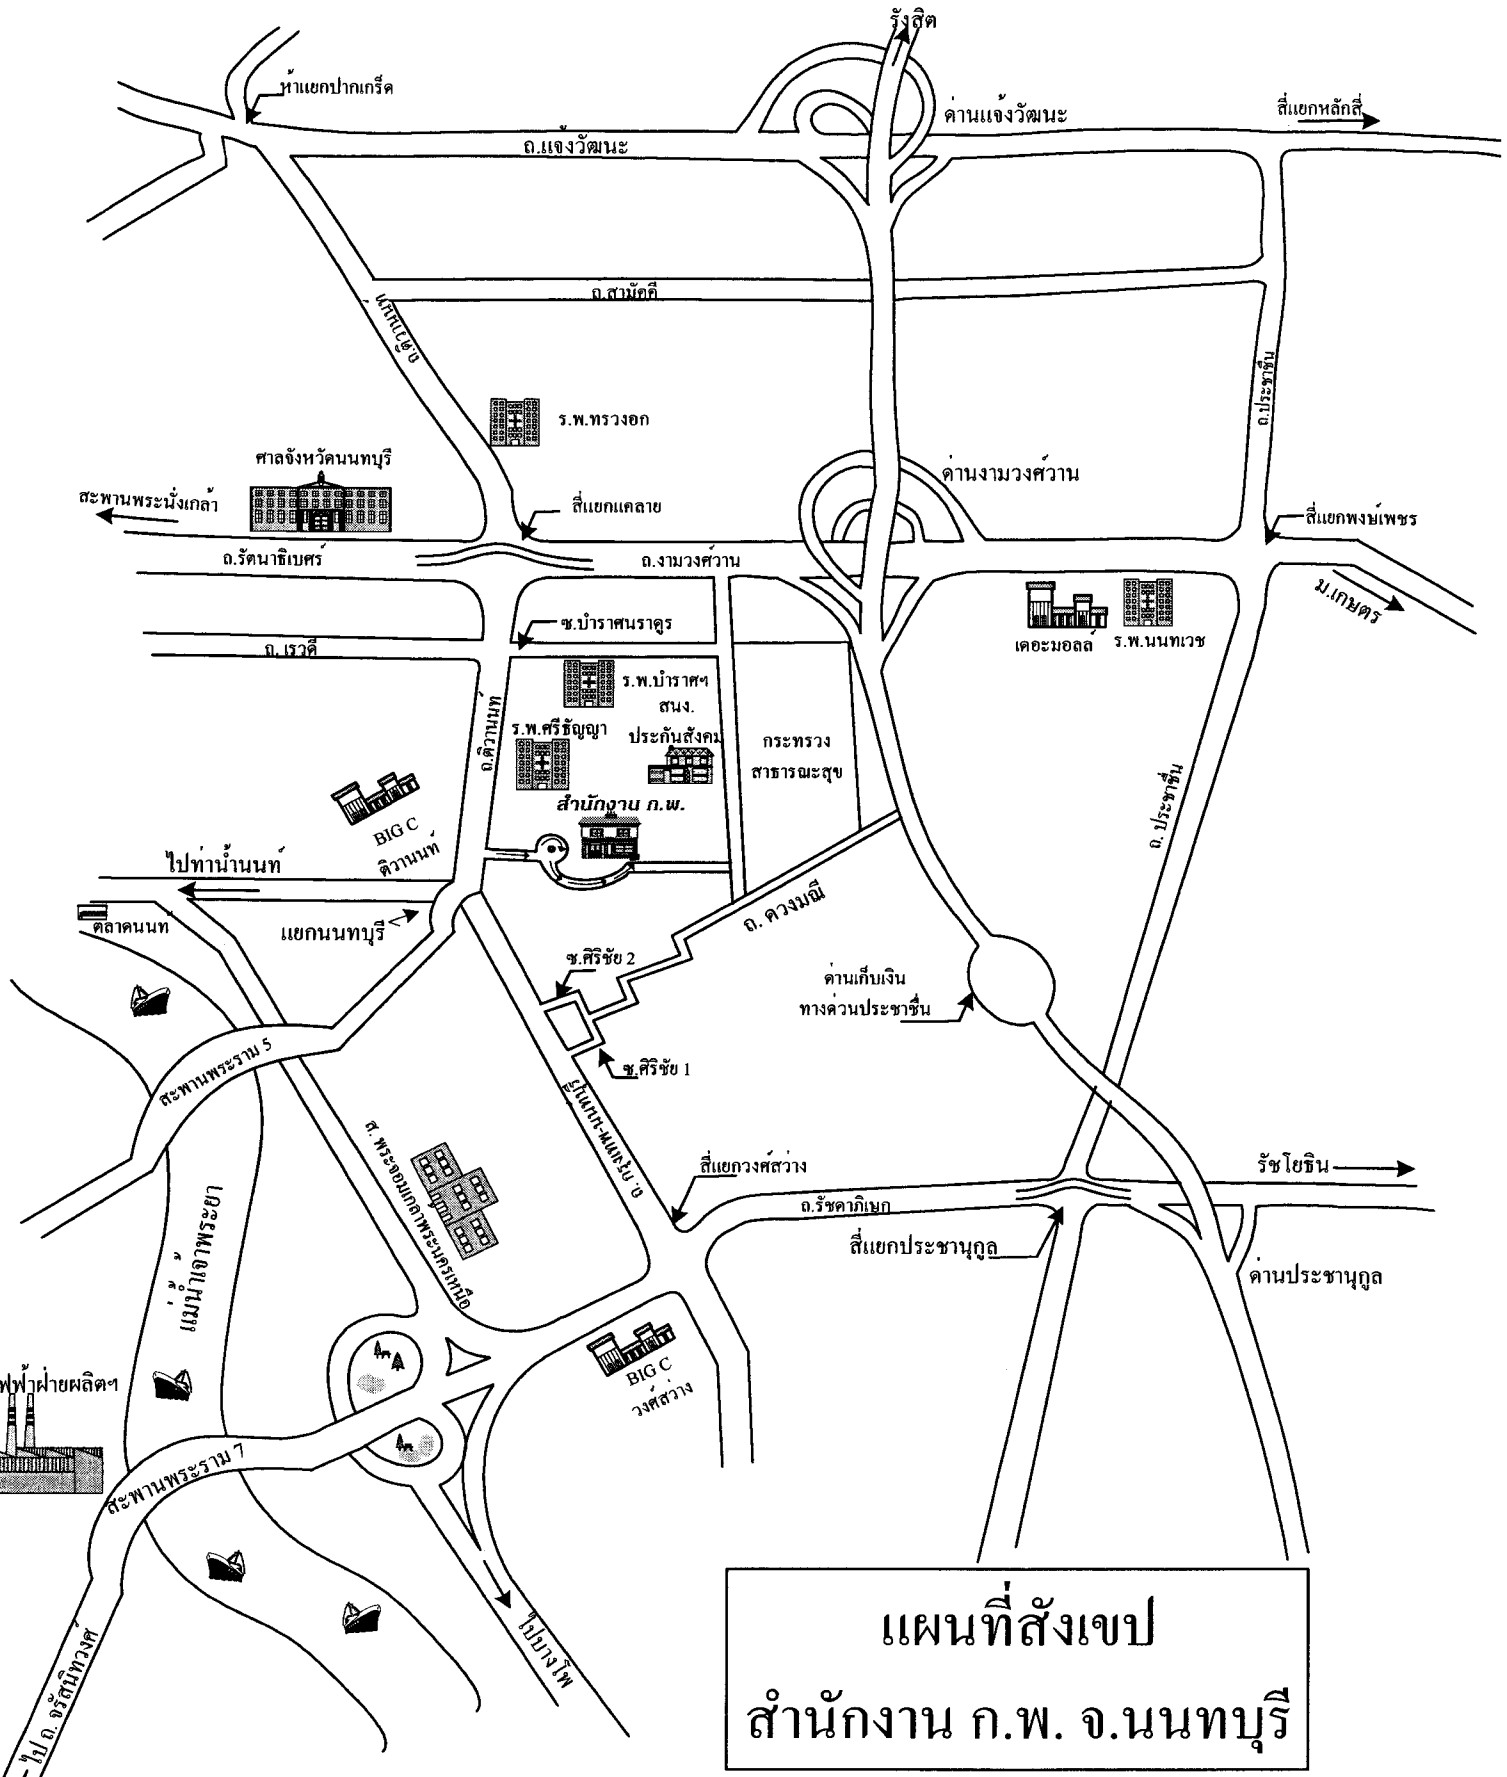 รังสิต
ห้าแยกปากเกร็ด
ด่านแจ้งวัฒนะ
สี่แยกหลักสี่
ถ.แจ้งวัฒนะ
ถ.สามัคคี
ถ.ติวานนท์
ถ.ประชาชื่น
ร.พ.ทรวงอก
ศาลจังหวัดนนทบุรี
สะพานพระนั่งเกล้า
สี่แยกแคลาย
ด่านงามวงศ์วาน
สี่แยกพงษ์เพชร
ถ.รัตนาธิเบศร์
ถ.งามวงศ์วาน
ม.เกษตร
ซ.บำราศนราดูร
ถ. เรวดี
เดอะมอลล์
ร.พ.นนทเวช
ร.พ.บำราศฯ
สนง.
ประกันสังคม
ร.พ.ศรีธัญญา
ถ.ติวานนท์
กระทรวง
สาธารณะสุข
สำนักงาน ก.พ.
ถ. ประชาชื่น
BIG C
ติวานนท์
ไปท่าน้ำนนท์
ตลาดนนท
แยกนนทบุรี
ถ. ดวงมณี
ซ.ศิริชัย 2
ด่านเก็บเงิน
ทางด่วนประชาชื่น
สะพานพระราม 5
ซ.ศิริชัย 1
ถ. กรุงเทพ-นนทบุรี
ส. พระจอมเกลาพระนครเหนือ
สี่แยกวงศ์สว่าง
รัชโยธิน
ถ.รัชดาภิเษก
สี่แยกประชานุกูล
ด่านประชานุกูล
แม่น้ำเจ้าพระยา
BIG C
วงศ์สว่าง
ฟฟ้าฝ่ายผลิตฯ
สะพานพระราม 7
ไปบางโพ
ไป ถ. จรัสนิทวงศ์
แผนที่สังเขป
สำนักงาน ก.พ. จ.นนทบุรี